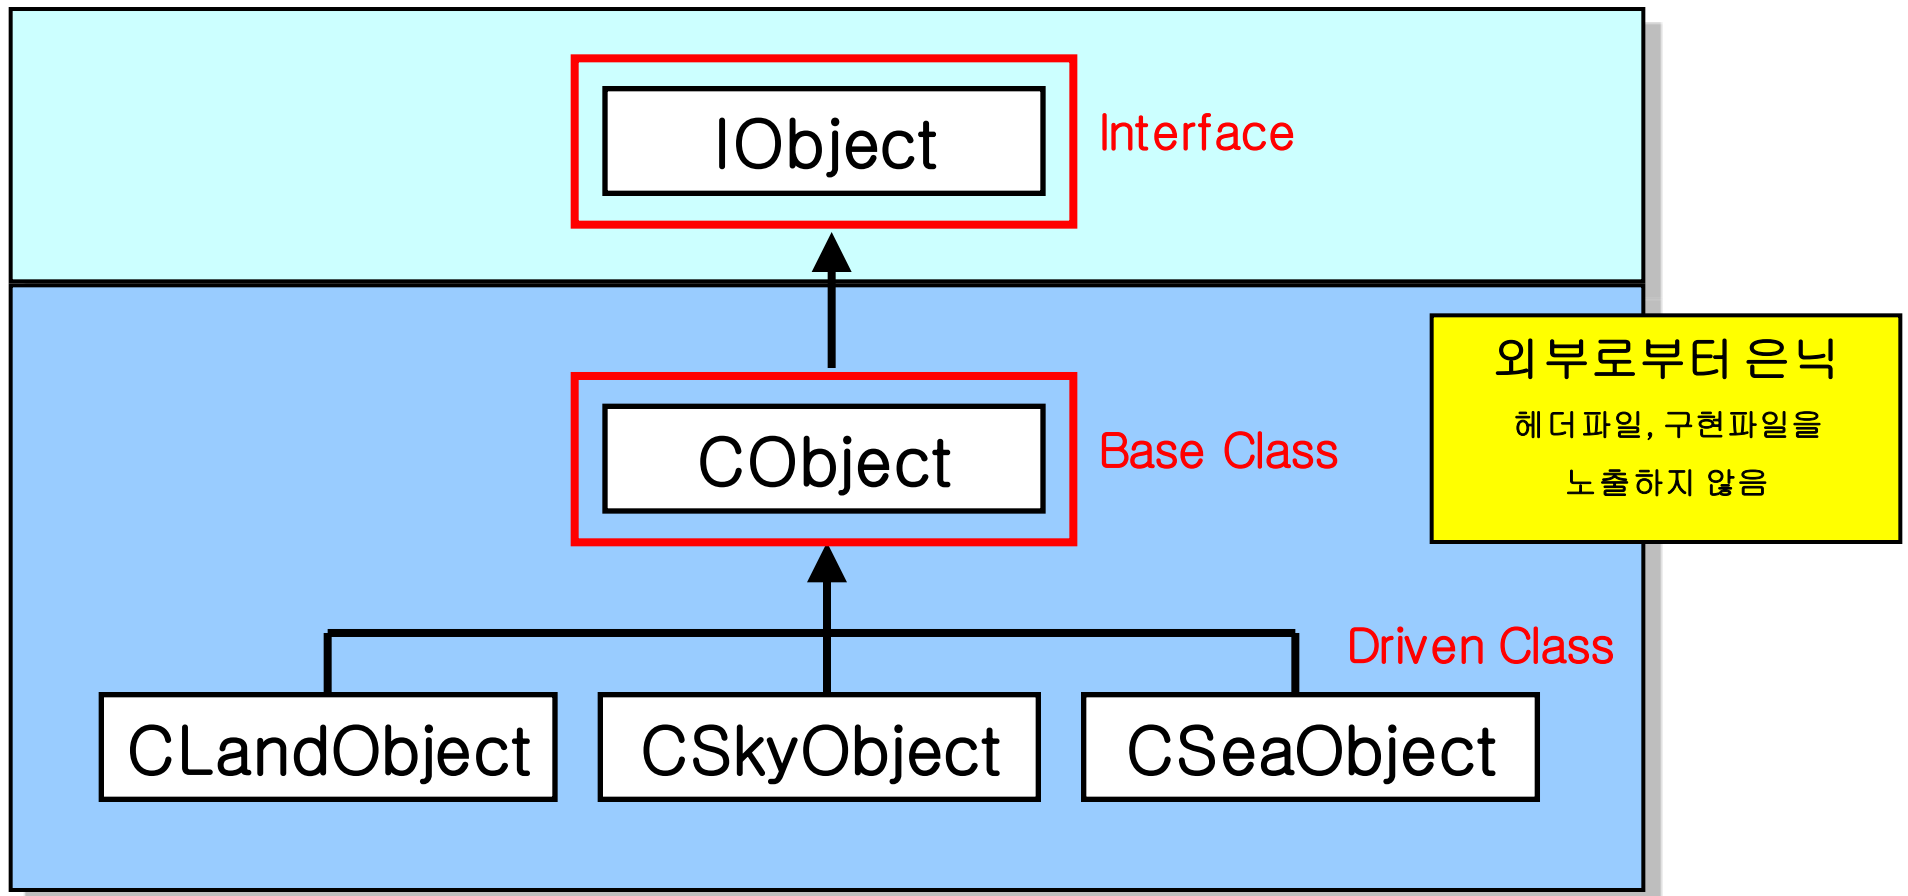 IObject
Interface
외부로부터 은닉
헤더파일, 구현파일을
노출하지 않음
CObject
Base Class
Driven Class
CLandObject
CSkyObject
CSeaObject